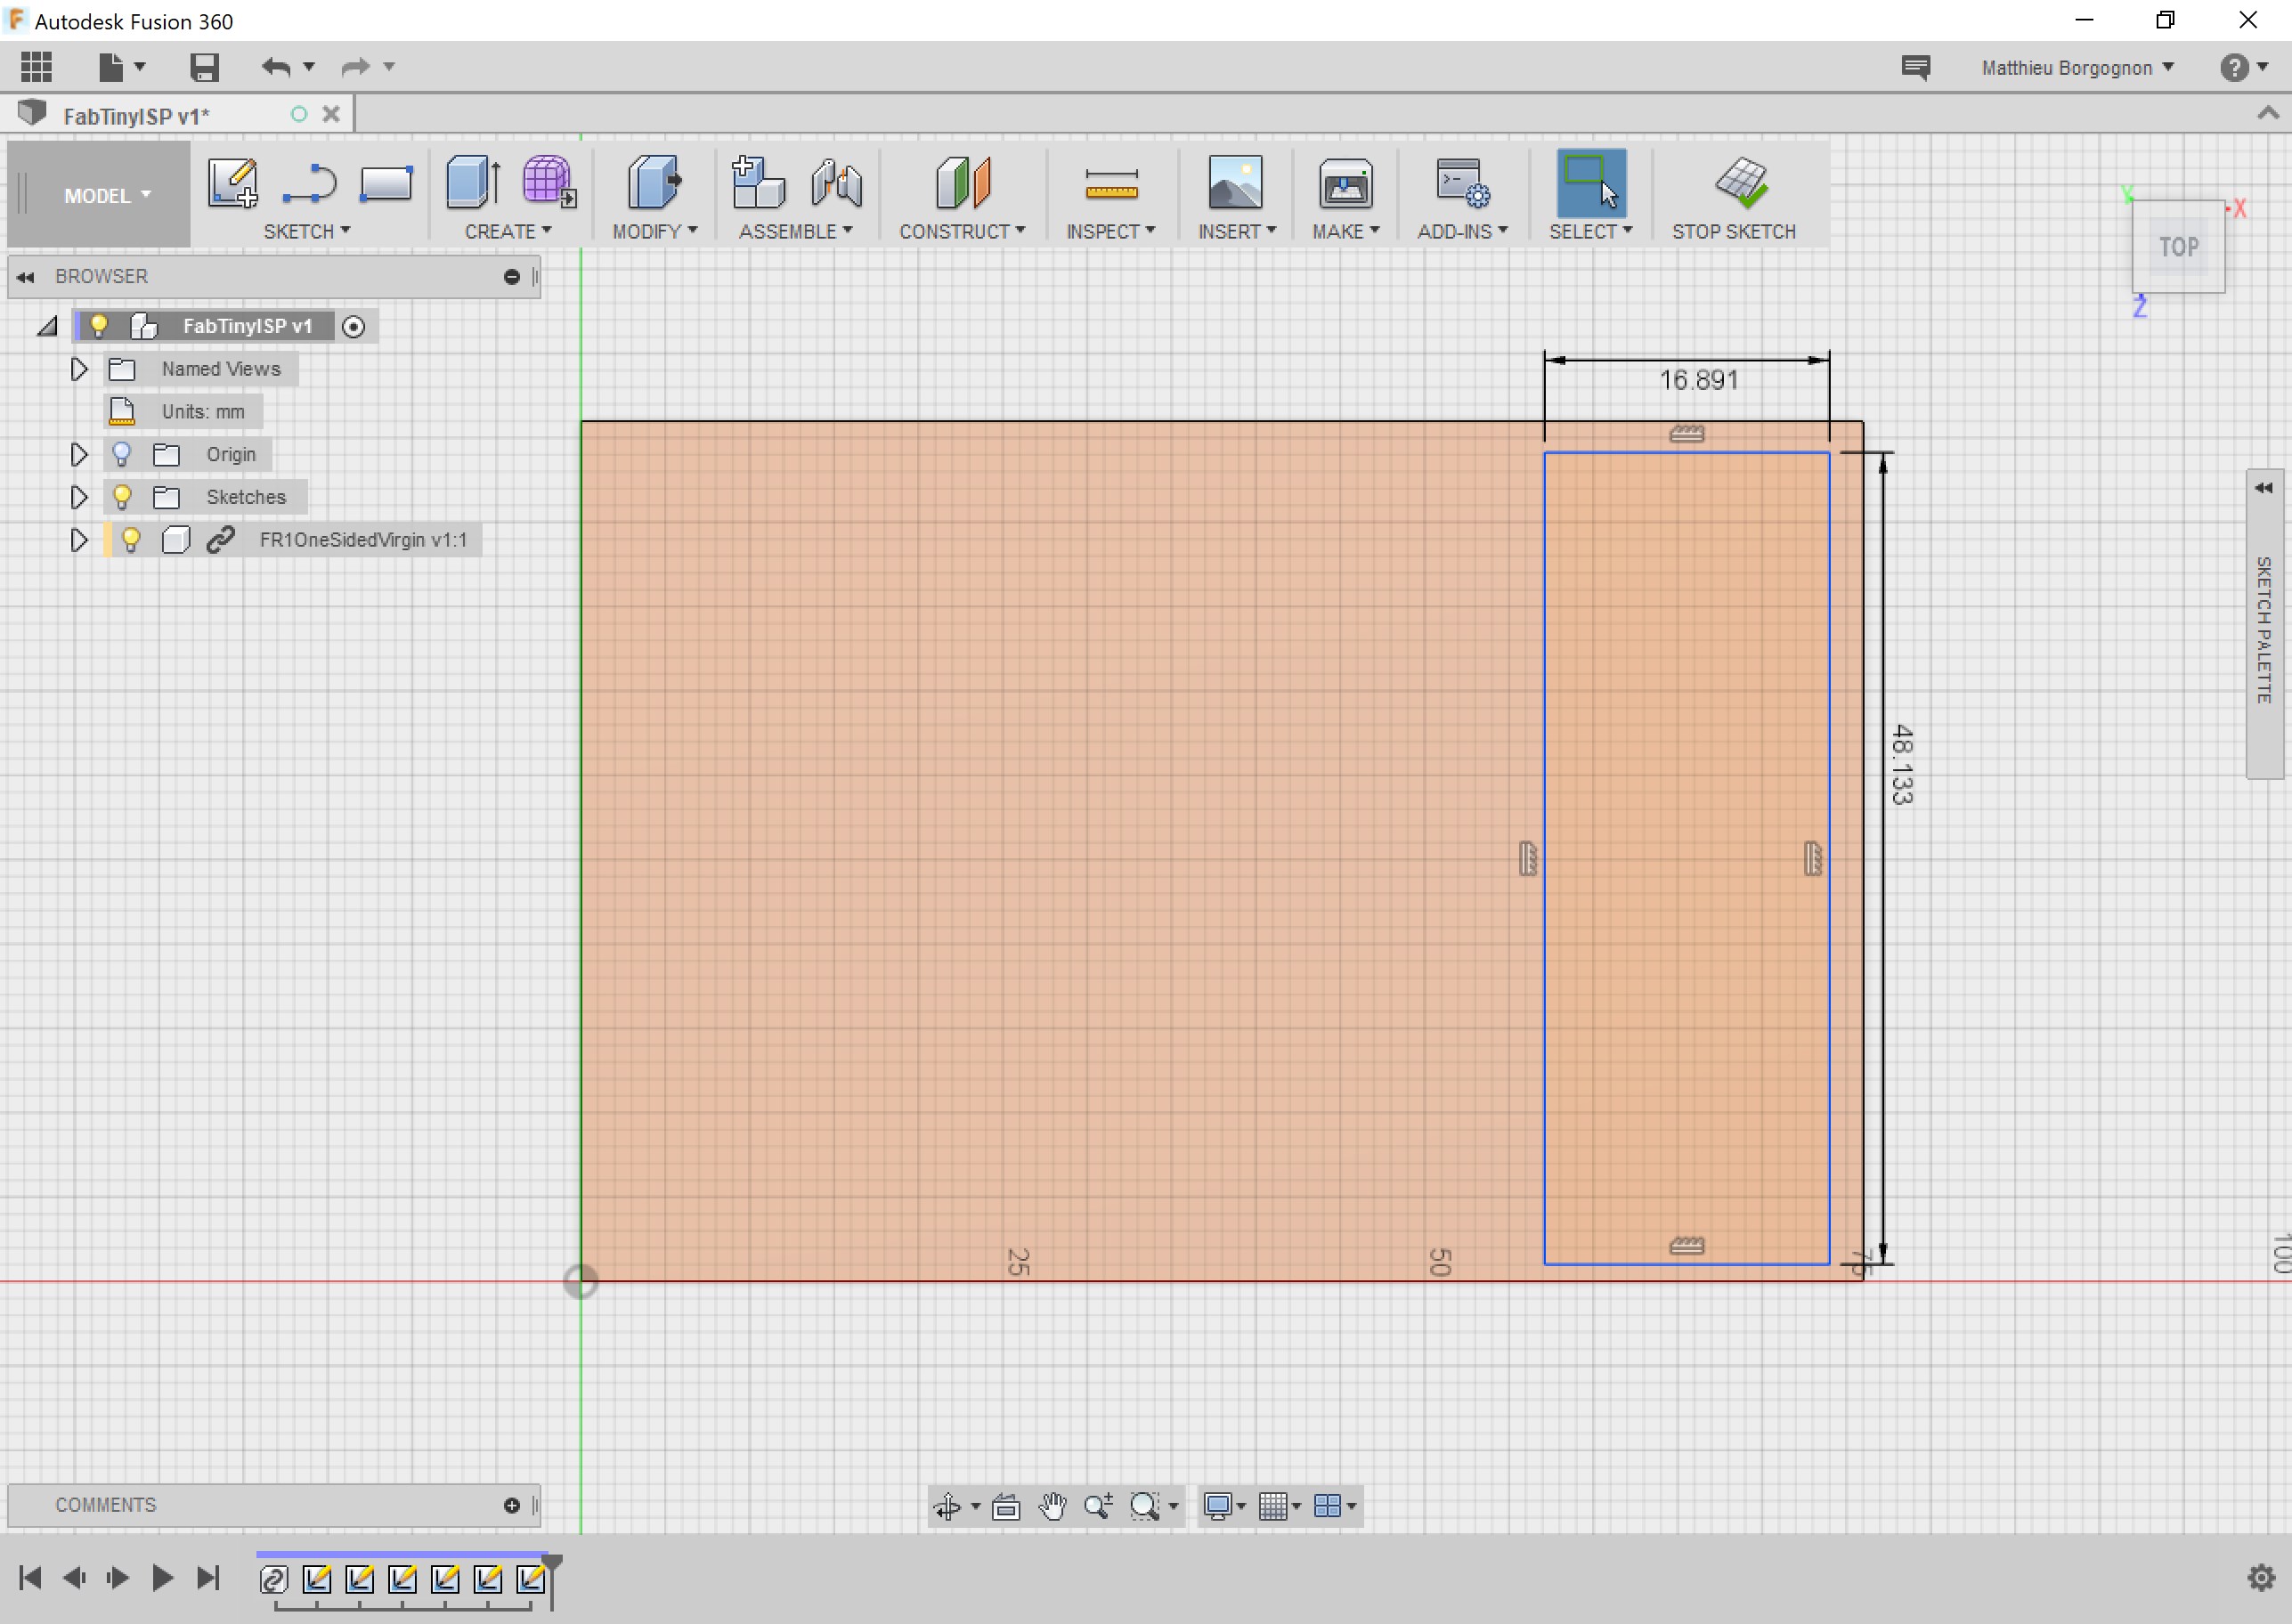 Autodesk Fusion 360
Matthieu Borgognon
FabTinyISP v1*
MODEL
SKETCH
CREATE
MODIFY
ASSEMBLE
CONSTRUCT
INSPECT
INSERT
MAKE
ADD-INS
SELECT
STOP SKETCH
Y
X
TOP
Z
BROWSER
FabTinyISP v1
Named Views
Units: mm
Origin
Sketches
FR1OneSidedVirgin v1:1
16.891
48.133
SKETCH PALETTE
25
50
75
100
COMMENTS